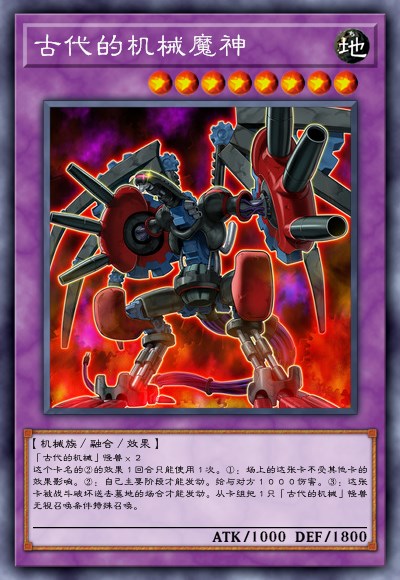 古代的机械魔神
地
【机械族／融合／效果】
「古代的机械」怪兽×2
这个卡名的②的效果1回合只能使用1次。①：场上的这张卡不受其他卡的
效果影响。②：自己主要阶段才能发动。给与对方1000伤害。③：这张
卡被战斗破坏送去墓地的场合才能发动。从卡组把1只「古代的机械」怪兽
无视召唤条件特殊召唤。
ATK/1000 DEF/1800